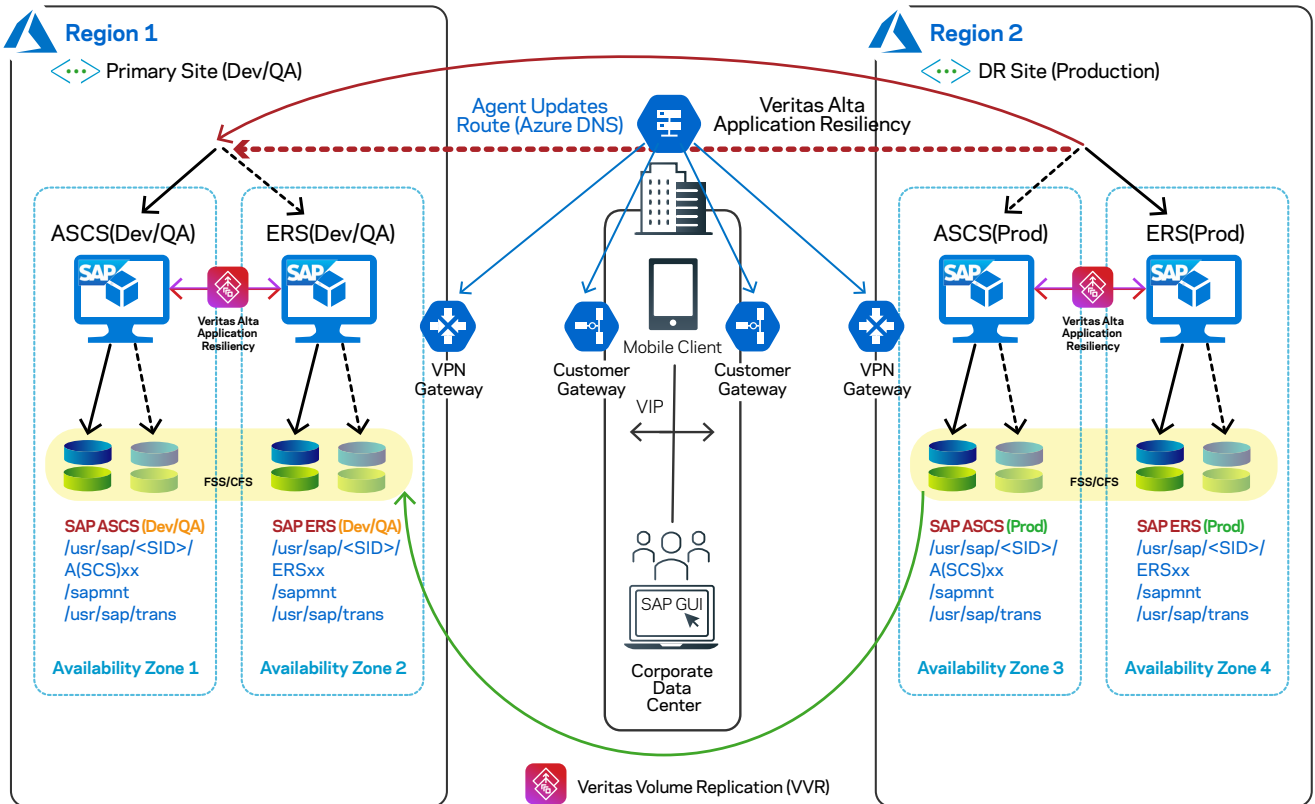 Region 1
Primary Site (Dev/QA)
Region 2
DR Site (Production)
Agent Updates
Route (Azure DNS)
Veritas Alta
Application Resiliency
ASCS(Dev/QA)
ERS(Dev/QA)
ASCS(Prod)
ERS(Prod)
SAP
SAP
SAP
SAP
Veritas Alta
Application
Resiliency
Veritas Alta
Application
Resiliency
VPN
Gateway
Customer
Gateway
Mobile Client
Customer
Gateway
VPN
Gateway
VIP
FSS/CFS
FSS/CFS
SAP ASCS (Dev/QA)
/usr/sap/<SID>/
A(SCS)xx
/sapmnt
/usr/sap/trans
SAP ERS (Dev/QA)
/usr/sap/<SID>/
ERSxx
/sapmnt
/usr/sap/trans
SAP GUI
SAP ASCS (Prod)
/usr/sap/<SID>/
A(SCS)xx
/sapmnt
/usr/sap/trans
SAP ERS (Prod)
/usr/sap/<SID>/
ERSxx
/sapmnt
/usr/sap/trans
Availability Zone 1
Availability Zone 2
Corporate
Data
Center
Availability Zone 3
Availability Zone 4
Veritas Volume Replication (VVR)